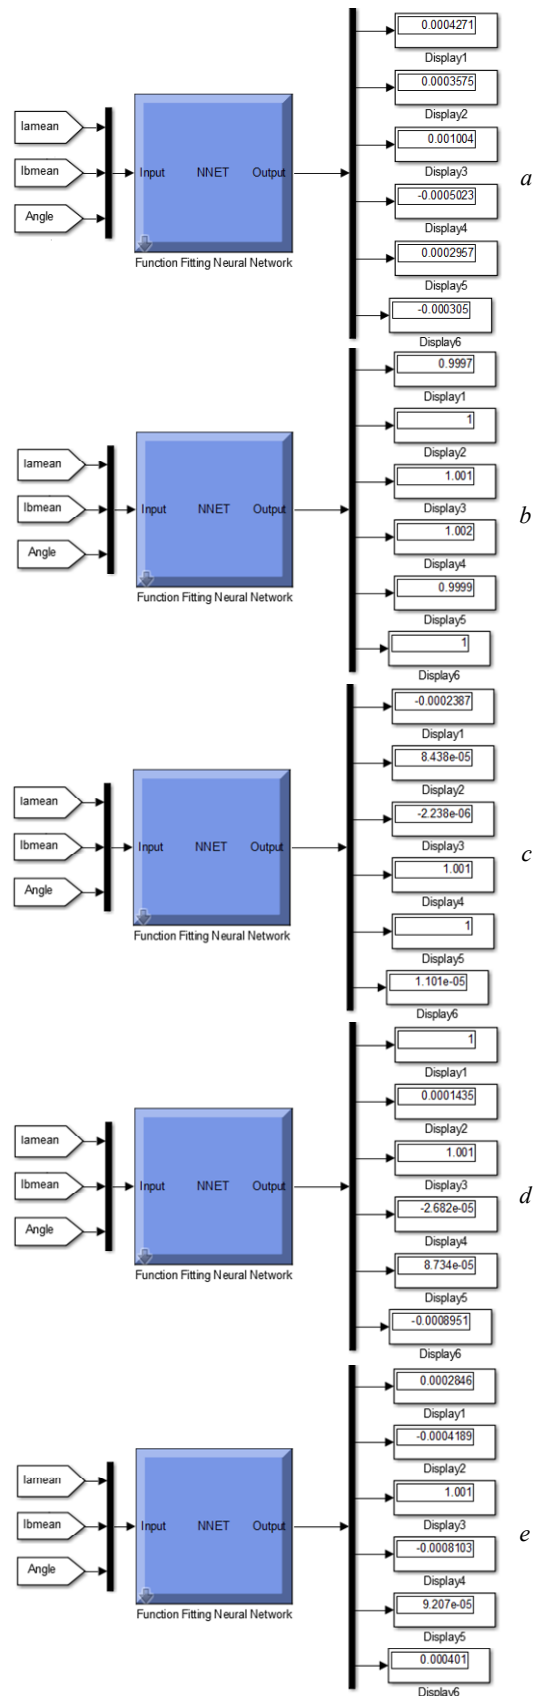 0.0004271
Display1
0.0003575
Display2
Iamean
0.001004
Ibmean
Input NNET Output
Display3
a
-0.0005023
Angle
Display4
0.0002957
Function Fitting Neural Network
Display5
-0.000305
Display6
0.9997
Display1
1
Display2
Iamean
1.001
Ibmean
Input NNET Output
Display3
b
1.002
Angle
Display4
0.9999
Function Fitting Neural Network
Display5
1
Display6
-0.0002387
Display1
8.438e-05
Display2
Iamean
-2.238e-06
Ibmean
Input NNET Output
Display3
c
1.001
Angle
Display4
1
Function Fitting Neural Network
Display5
1.101e-05
Display6
1
Display1
0.0001435
Display2
Iamean
1.001
Ibmean
Input NNET Output
Display3
d
-2.682e-05
Angle
Display4
8.734e-05
Function Fitting Neural Network
Display5
-0.0008951
Display6
0.0002846
Display1
-0.0004189
Display2
Iamean
1.001
Ibmean
Input NNET Output
Display3
e
-0.0008103
Angle
Display4
9.207e-05
Function Fitting Neural Network
Display5
0.000401
Display6